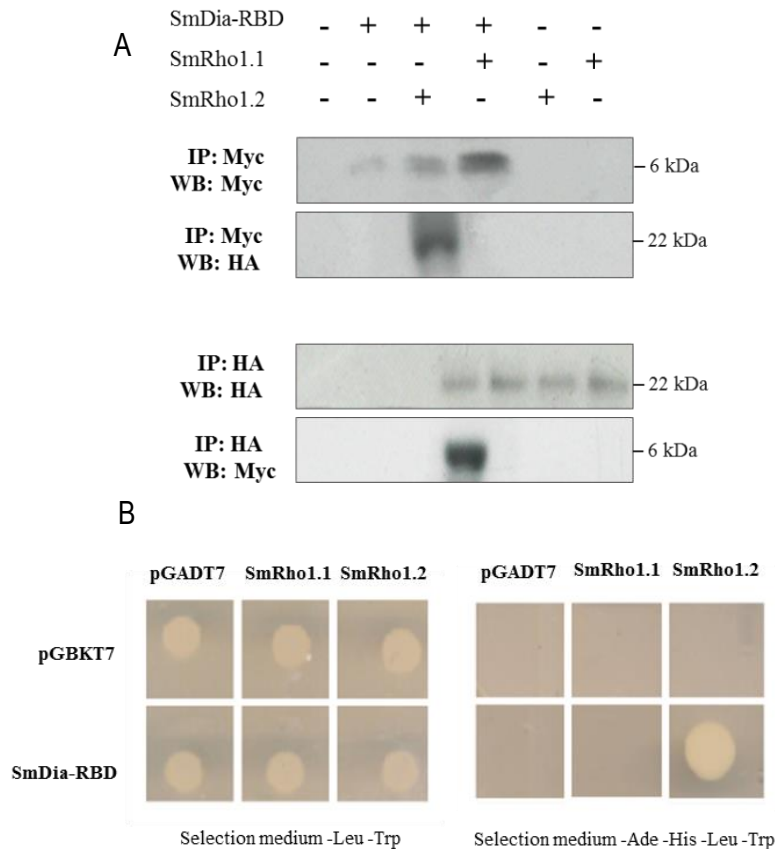 A
SmDia-RBD - + + + - -
SmRho1.1 - - - + - +
SmRho1.2 - - + - + -
IP: Myc
WB: Myc
6 kDa
IP: Myc
WB: HA
22 kDa
IP: HA
WB: HA
22 kDa
IP: HA
WB: Myc
6 kDa
B
pGADT7 SmRho1.1 SmRho1.2 pGADT7 SmRho1.1 SmRho1.2
pGBKT7
SmDia-RBD
Selection medium -Leu -Trp
Selection medium -Ade -His -Leu -Trp